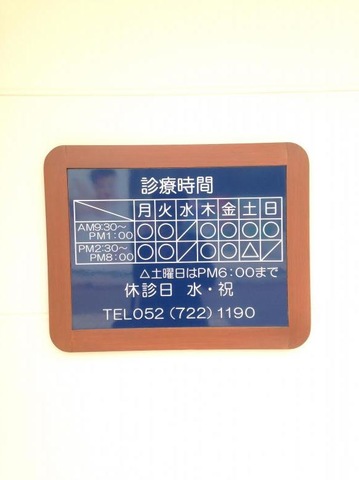 診療時間
月火水木金土日
AM9:30〜PM1:00 ○○／○○○○
PM2:30〜PM8:00 ○○／○○△／
△土曜日はPM6:00まで
休診日 水・祝
TEL052(722)1190